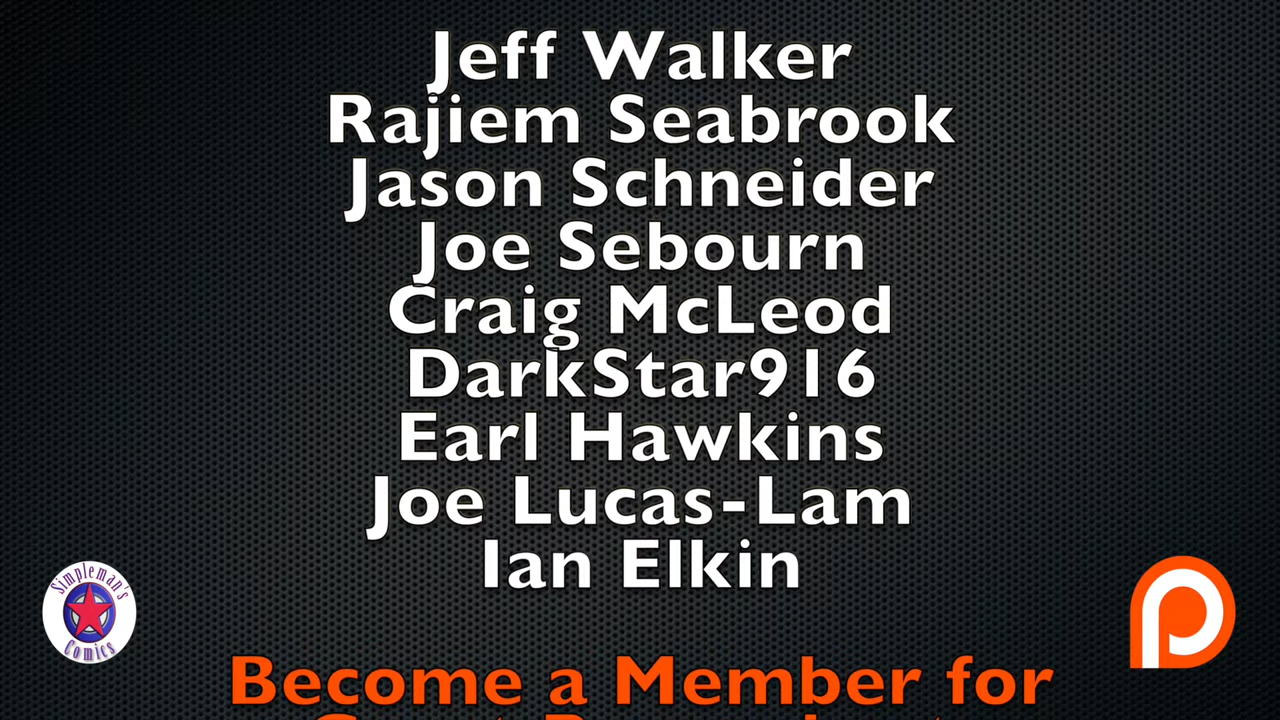 Jeff Walker
Rajiem Seabrook
Jason Schneider
Joe Sebourn
Craig McLeod
DarkStar916
Earl Hawkins
Joe Lucas-Lam
Ian Elkin
Simpleman's
Comics
Become a Member for